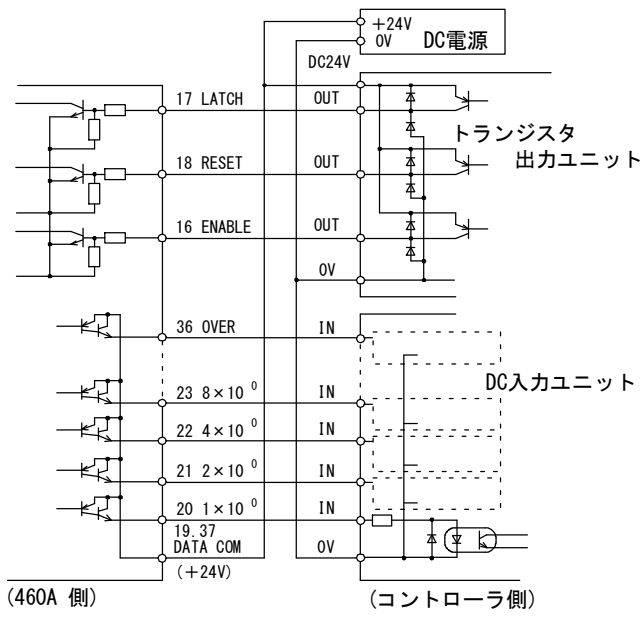 +24V
0V DC電源
DC24V
17 LATCH OUT
トランジスタ
出力ユニット
18 RESET OUT
16 ENABLE OUT
0V
36 OVER IN
DC入力ユニット
23 8×10⁰ IN
22 4×10⁰ IN
21 2×10⁰ IN
20 1×10⁰ IN
19.37
DATA COM 0V
(+24V)
(460A 側) (コントローラ側)